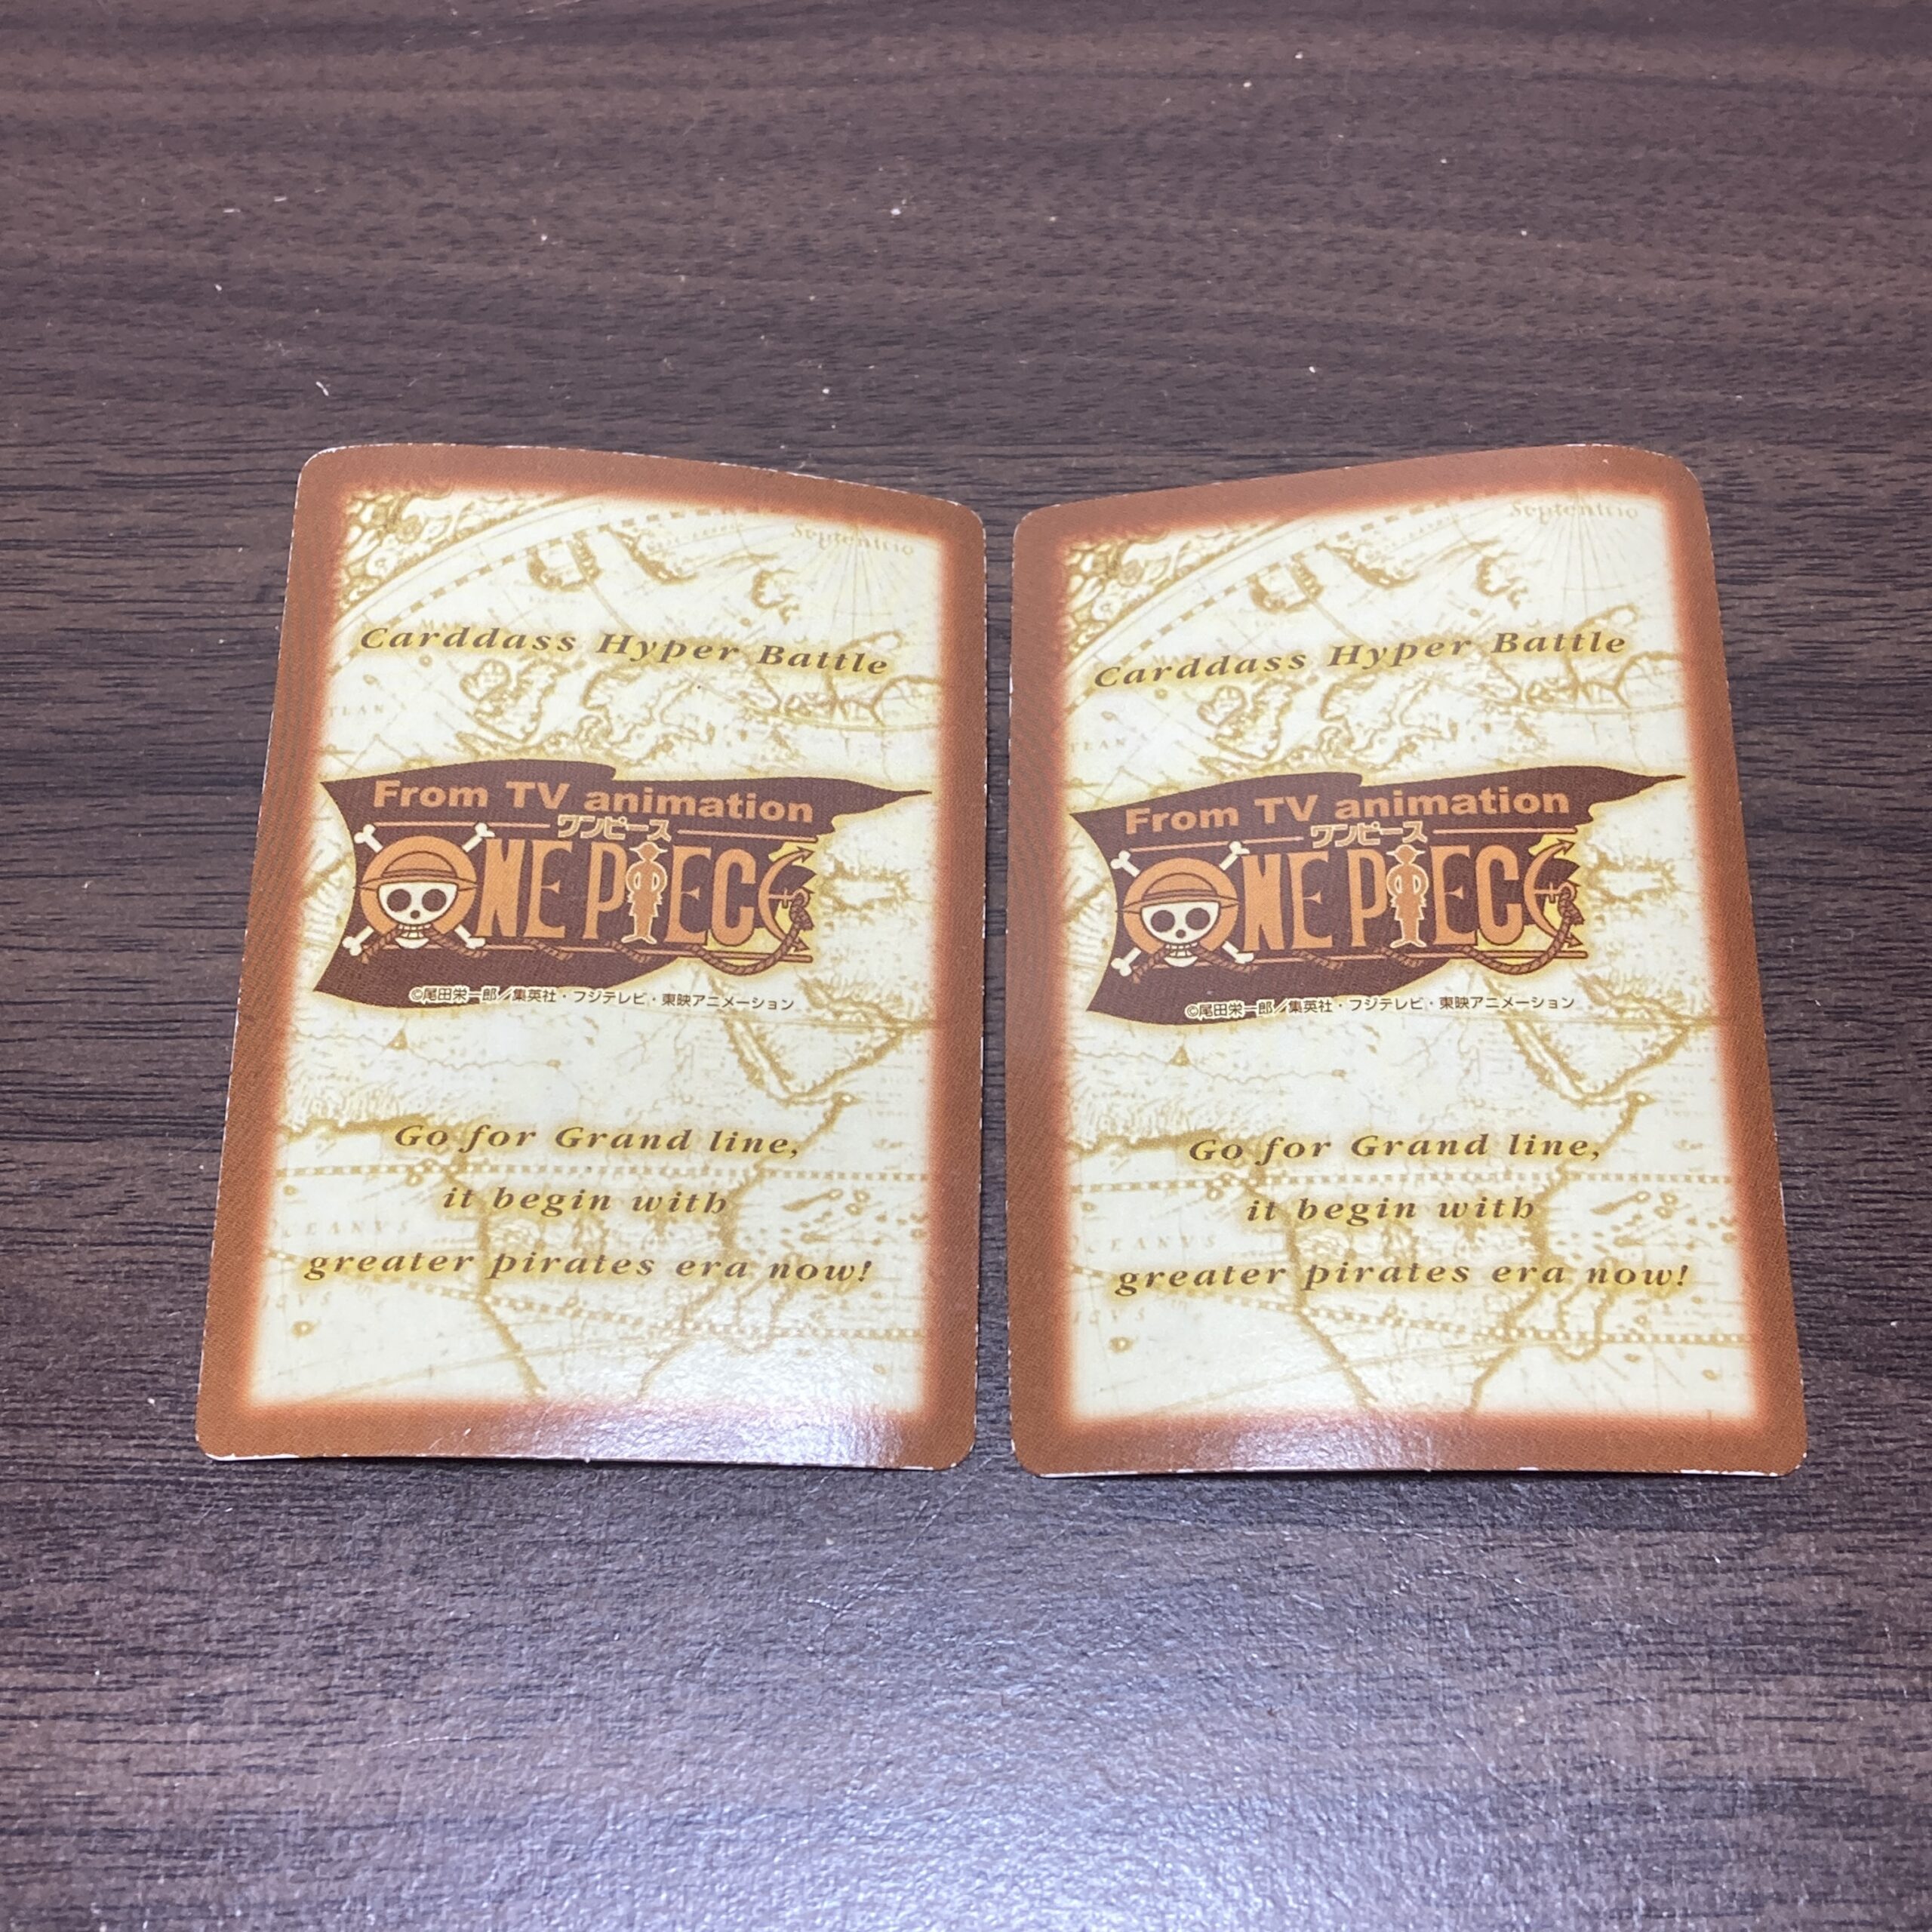 Septentrio
Carddass Hyper Battle
From TV animation
ワンピース
ONE PIECE
©尾田栄一郎／集英社・フジテレビ・東映アニメーション
Go for Grand line,
it begin with
greater pirates era now!
Septentrio
Carddass Hyper Battle
From TV animation
ワンピース
ONE PIECE
©尾田栄一郎／集英社・フジテレビ・東映アニメーション
Go for Grand line,
it begin with
greater pirates era now!